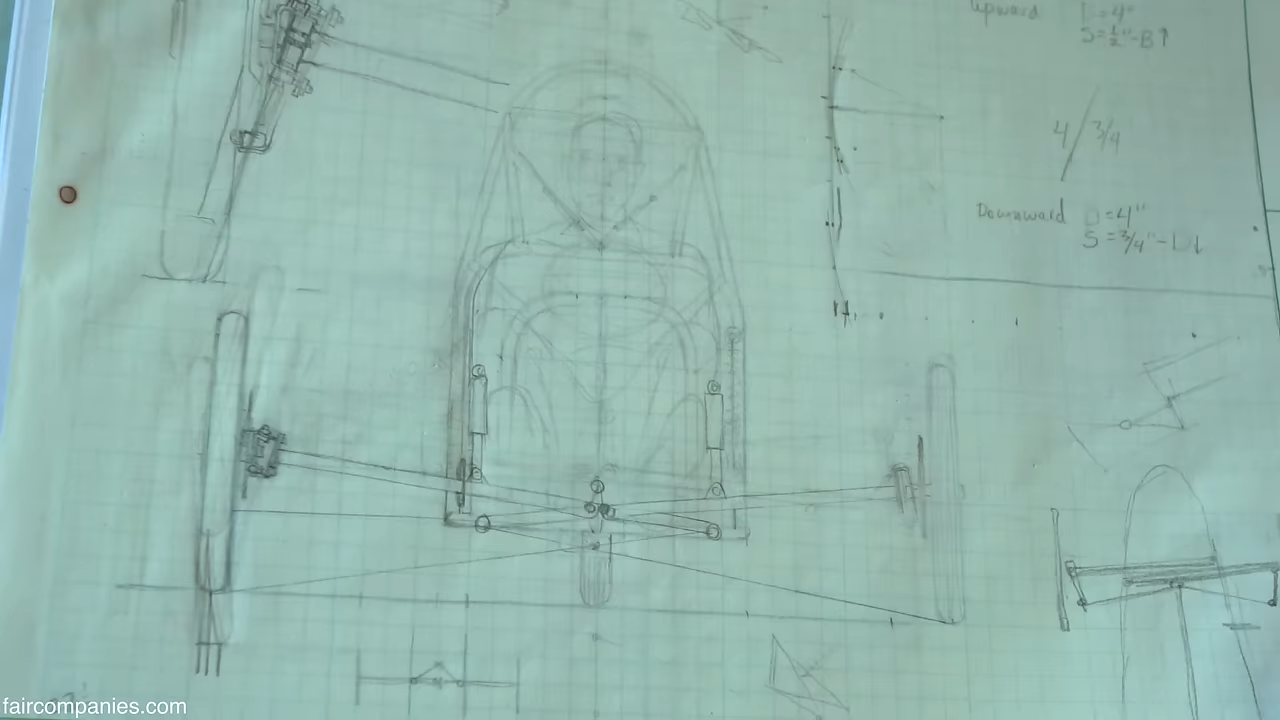 Upward
S = 1/2" - B↑
4 / 3/4
Downward D = 4"
S = 3/4" - D↓
faircompanies.com